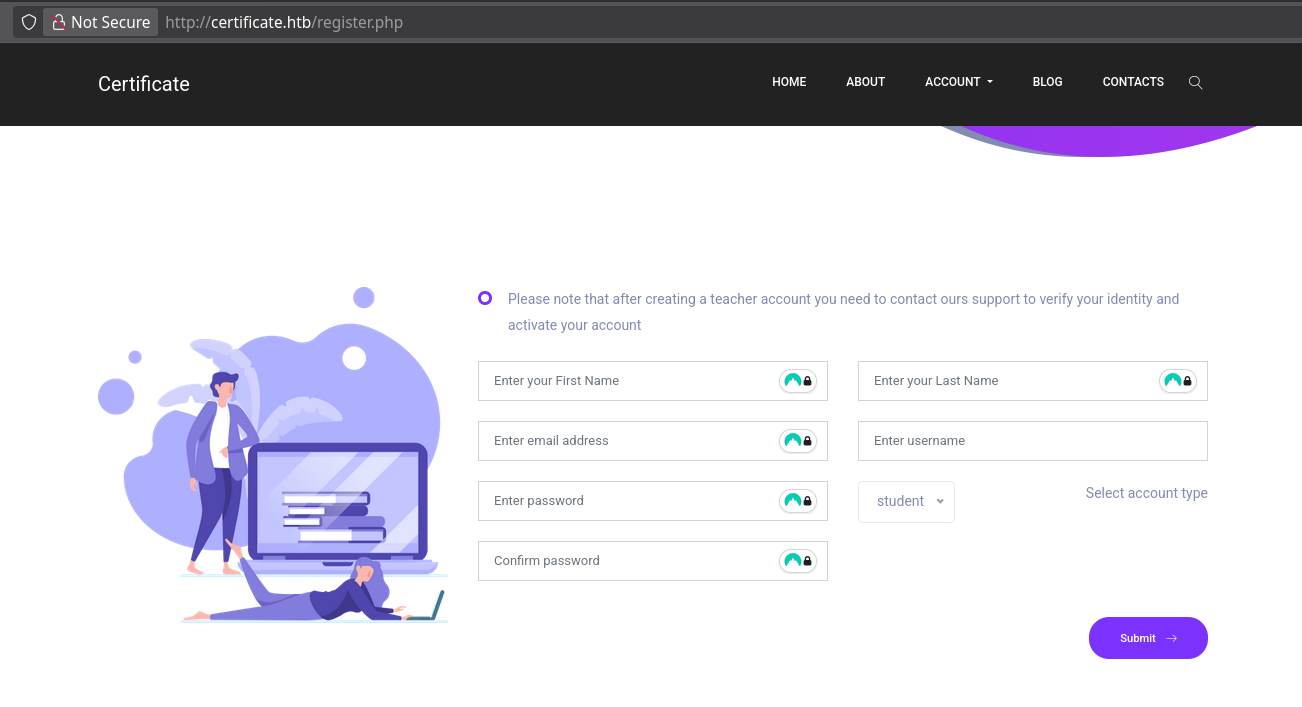 Not Secure http://certificate.htb/register.php
Certificate HOME ABOUT ACCOUNT BLOG CONTACTS
Please note that after creating a teacher account you need to contact ours support to verify your identity and
activate your account
Enter your First Name Enter your Last Name
Enter email address Enter username
Enter password student Select account type
Confirm password
Submit